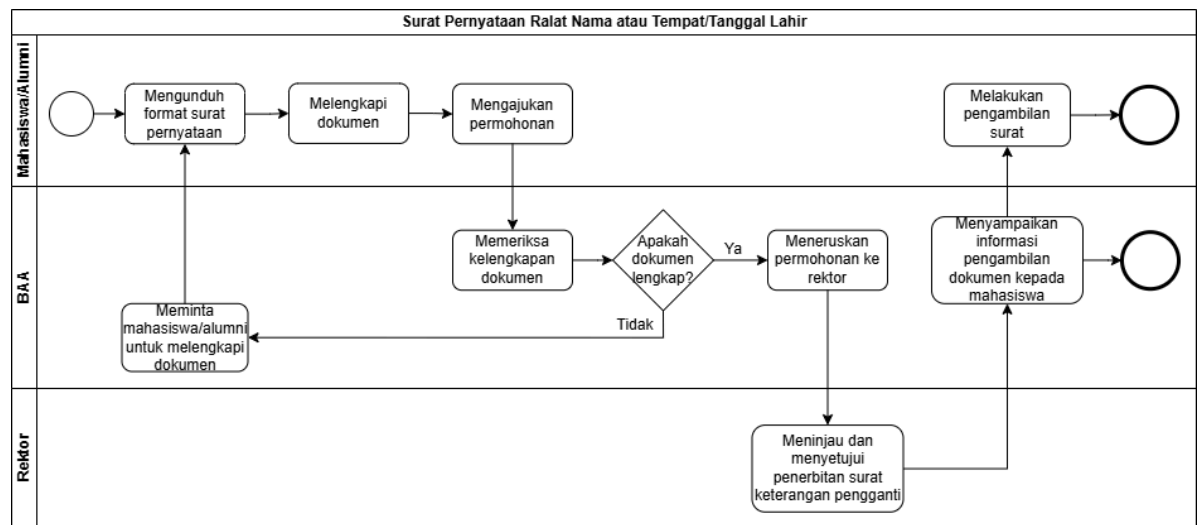 Surat Pernyataan Ralat Nama atau Tempat/Tanggal Lahir
Mahasiswa/Alumni
Mengunduh
format surat
pernyataan
Melengkapi
dokumen
Mengajukan
permohonan
Melakukan
pengambilan
surat
BAA
Memeriksa
kelengkapan
dokumen
Apakah
dokumen
lengkap?
Ya
Tidak
Meneruskan
permohonan ke
rektor
Menyampaikan
informasi
pengambilan
dokumen kepada
mahasiswa
Meminta
mahasiswa/alumni
untuk melengkapi
dokumen
Rektor
Meninjau dan
menyetujui
penerbitan surat
keterangan pengganti